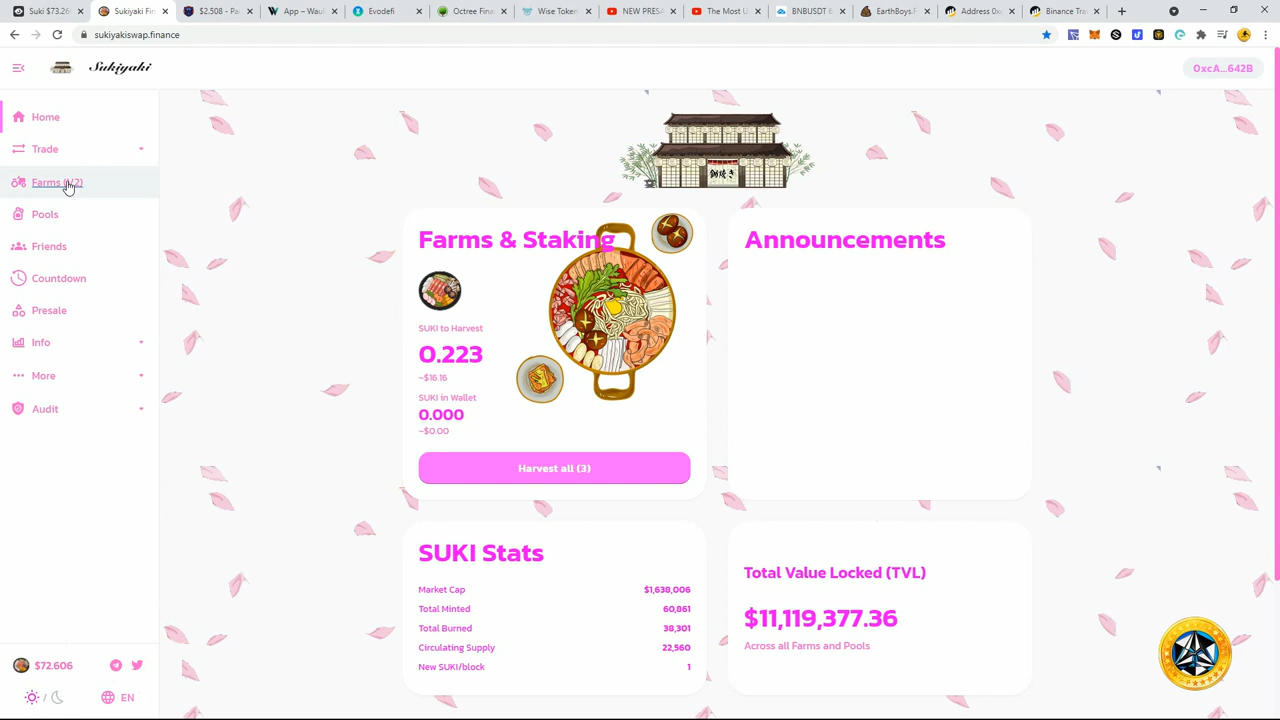 Suki $73.26
Sukiyaki Fin
$2.508 - Pa
App – Waul
Evodefi
Octree Fina
Wise Token
NEW PRESA
The Most U
BNBUSDT 6
EarthBoys.F
Address 0x
Binance Tra
sukiyakiswap.finance
Sukiyaki
0xcA...642B
Home
Trade
Farms
Pools
Friends
Countdown
Presale
Info
More
Audit
$72.606
EN
Farms & Staking
SUKI to Harvest
0.223
~$16.16
SUKI in Wallet
0.000
~$0.00
Harvest all (3)
Announcements
SUKI Stats
Market Cap $1,638,006
Total Minted 60,861
Total Burned 38,301
Circulating Supply 22,560
New SUKI/block 1
Total Value Locked (TVL)
$11,119,377.36
Across all Farms and Pools